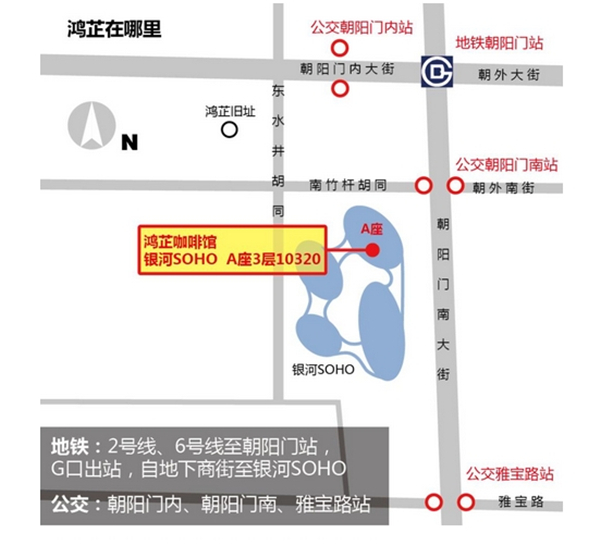 鸿芷在哪里
公交朝阳门内站
地铁朝阳门站
朝阳门内大街
朝外大街
东水井胡同
鸿芷旧址
N
公交朝阳门南站
南竹杆胡同
朝外南街
朝阳门南大街
A座
鸿芷咖啡馆
银河SOHO A座3层10320
银河SOHO
地铁：2号线、6号线至朝阳门站，
G口出站，自地下商街至银河SOHO
公交：朝阳门内、朝阳门南、雅宝路站
公交雅宝路站
雅宝路